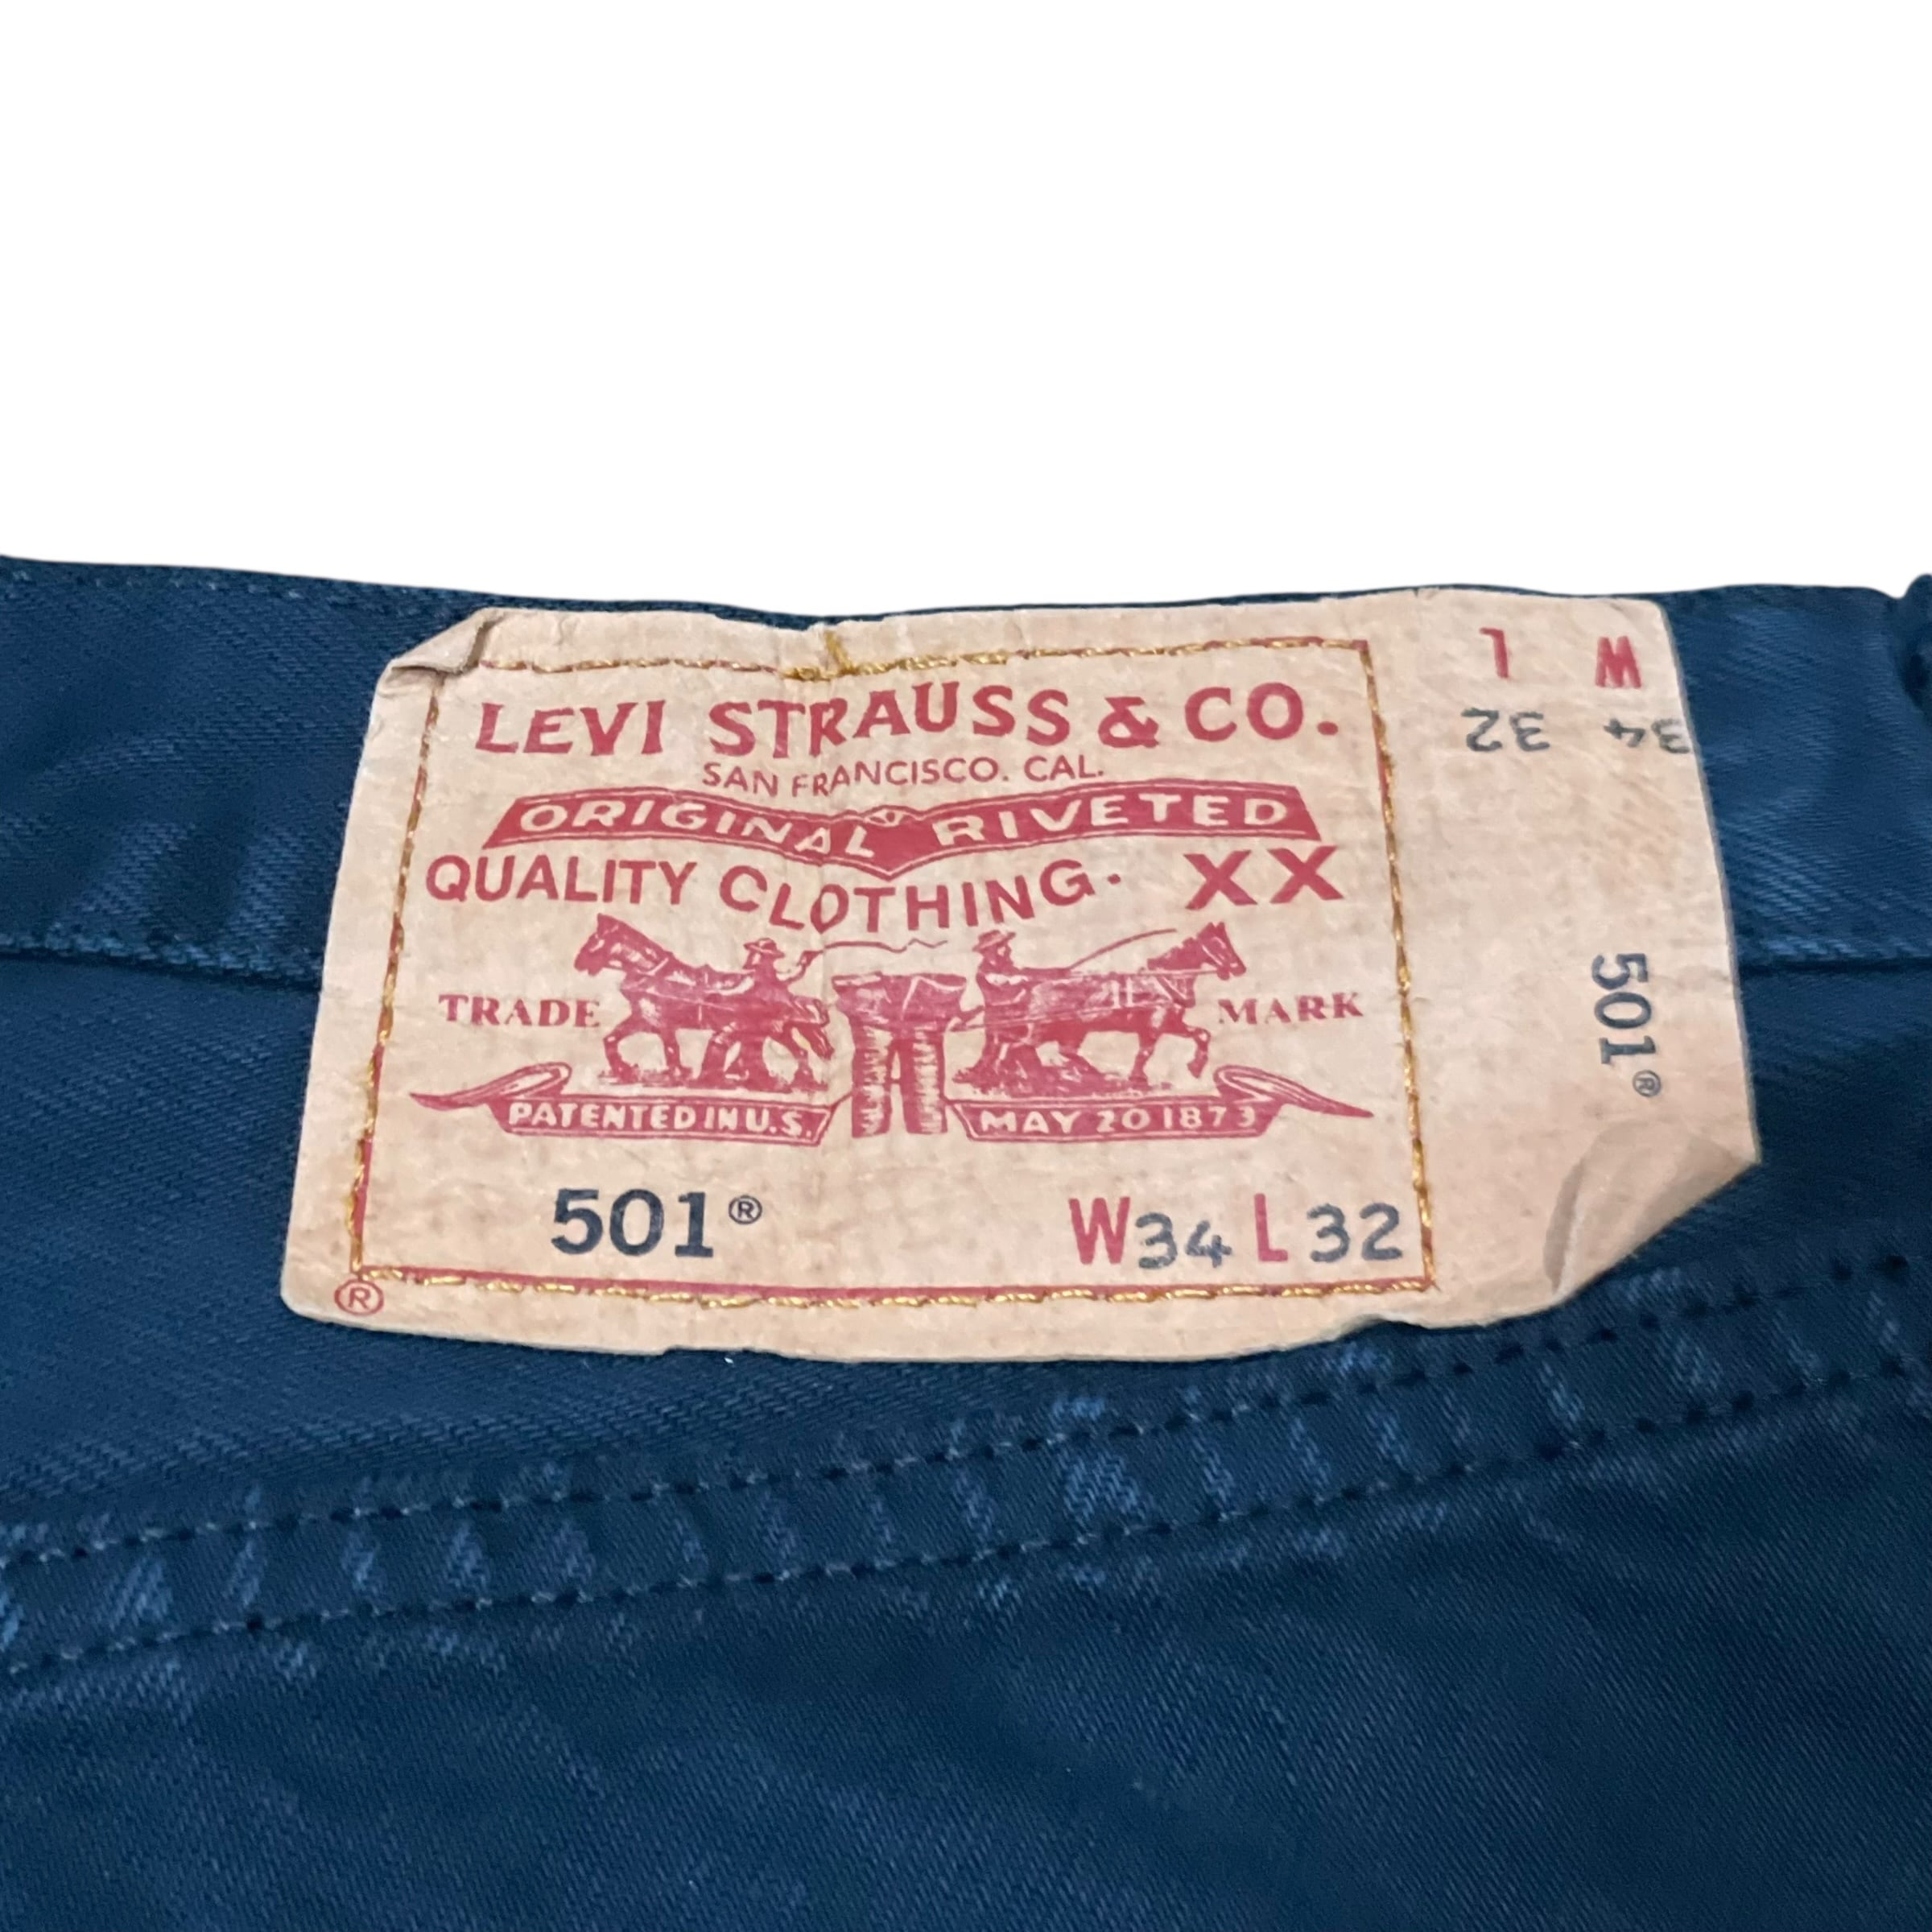 LEVI STRAUSS & CO.
SAN FRANCISCO. CAL.
ORIGINAL RIVETED
QUALITY CLOTHING. XX
TRADE MARK
PATENTED IN U.S. MAY 20 1873
501® W34 L32
®
L W
32 34
501®